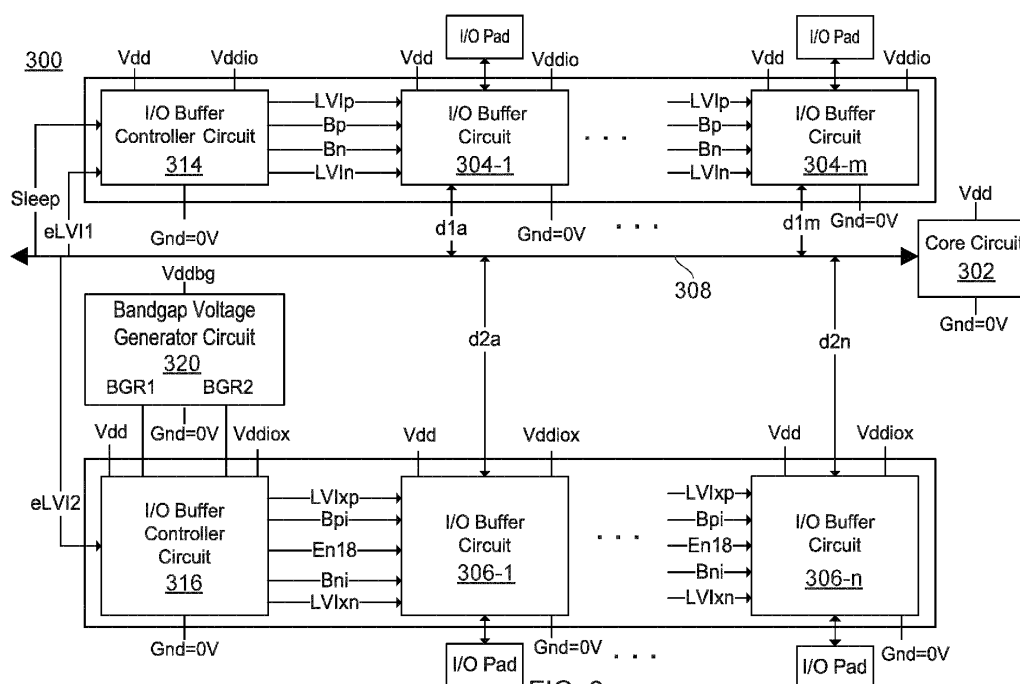 300
Vdd
Vddio
I/O Pad
Vdd
Vddio
I/O Pad
Vdd
Vddio
I/O Buffer
Controller Circuit
314
LVIp
Bp
Bn
LVIn
I/O Buffer
Circuit
304-1
. . .
LVIp
Bp
Bn
LVIn
I/O Buffer
Circuit
304-m
Sleep
eLVI1
Gnd=0V
d1a
Gnd=0V
. . .
d1m
Gnd=0V
Vdd
Core Circuit
302
Gnd=0V
308
Vddbg
Bandgap Voltage
Generator Circuit
320
BGR1
BGR2
d2a
d2n
Vdd
Gnd=0V
Vddiox
Vdd
Vddiox
Vdd
Vddiox
eLVI2
I/O Buffer
Controller
Circuit
316
LVIxp
Bpi
En18
Bni
LVIxn
I/O Buffer
Circuit
306-1
. . .
LVIxp
Bpi
En18
Bni
LVIxn
I/O Buffer
Circuit
306-n
Gnd=0V
I/O Pad
Gnd=0V
. . .
I/O Pad
Gnd=0V